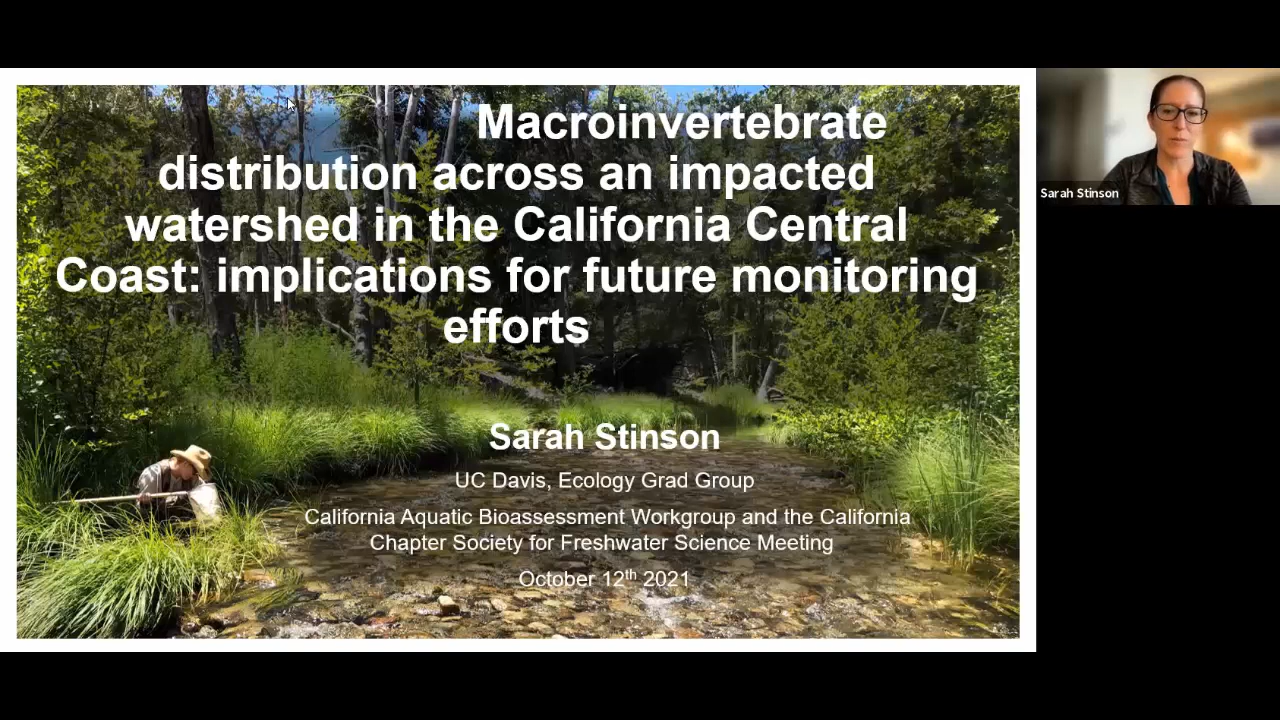 Macroinvertebrate
distribution across an impacted
watershed in the California Central
Coast: implications for future monitoring
efforts
Sarah Stinson
UC Davis, Ecology Grad Group
California Aquatic Bioassessment Workgroup and the California
Chapter Society for Freshwater Science Meeting
October 12th 2021
Sarah Stinson